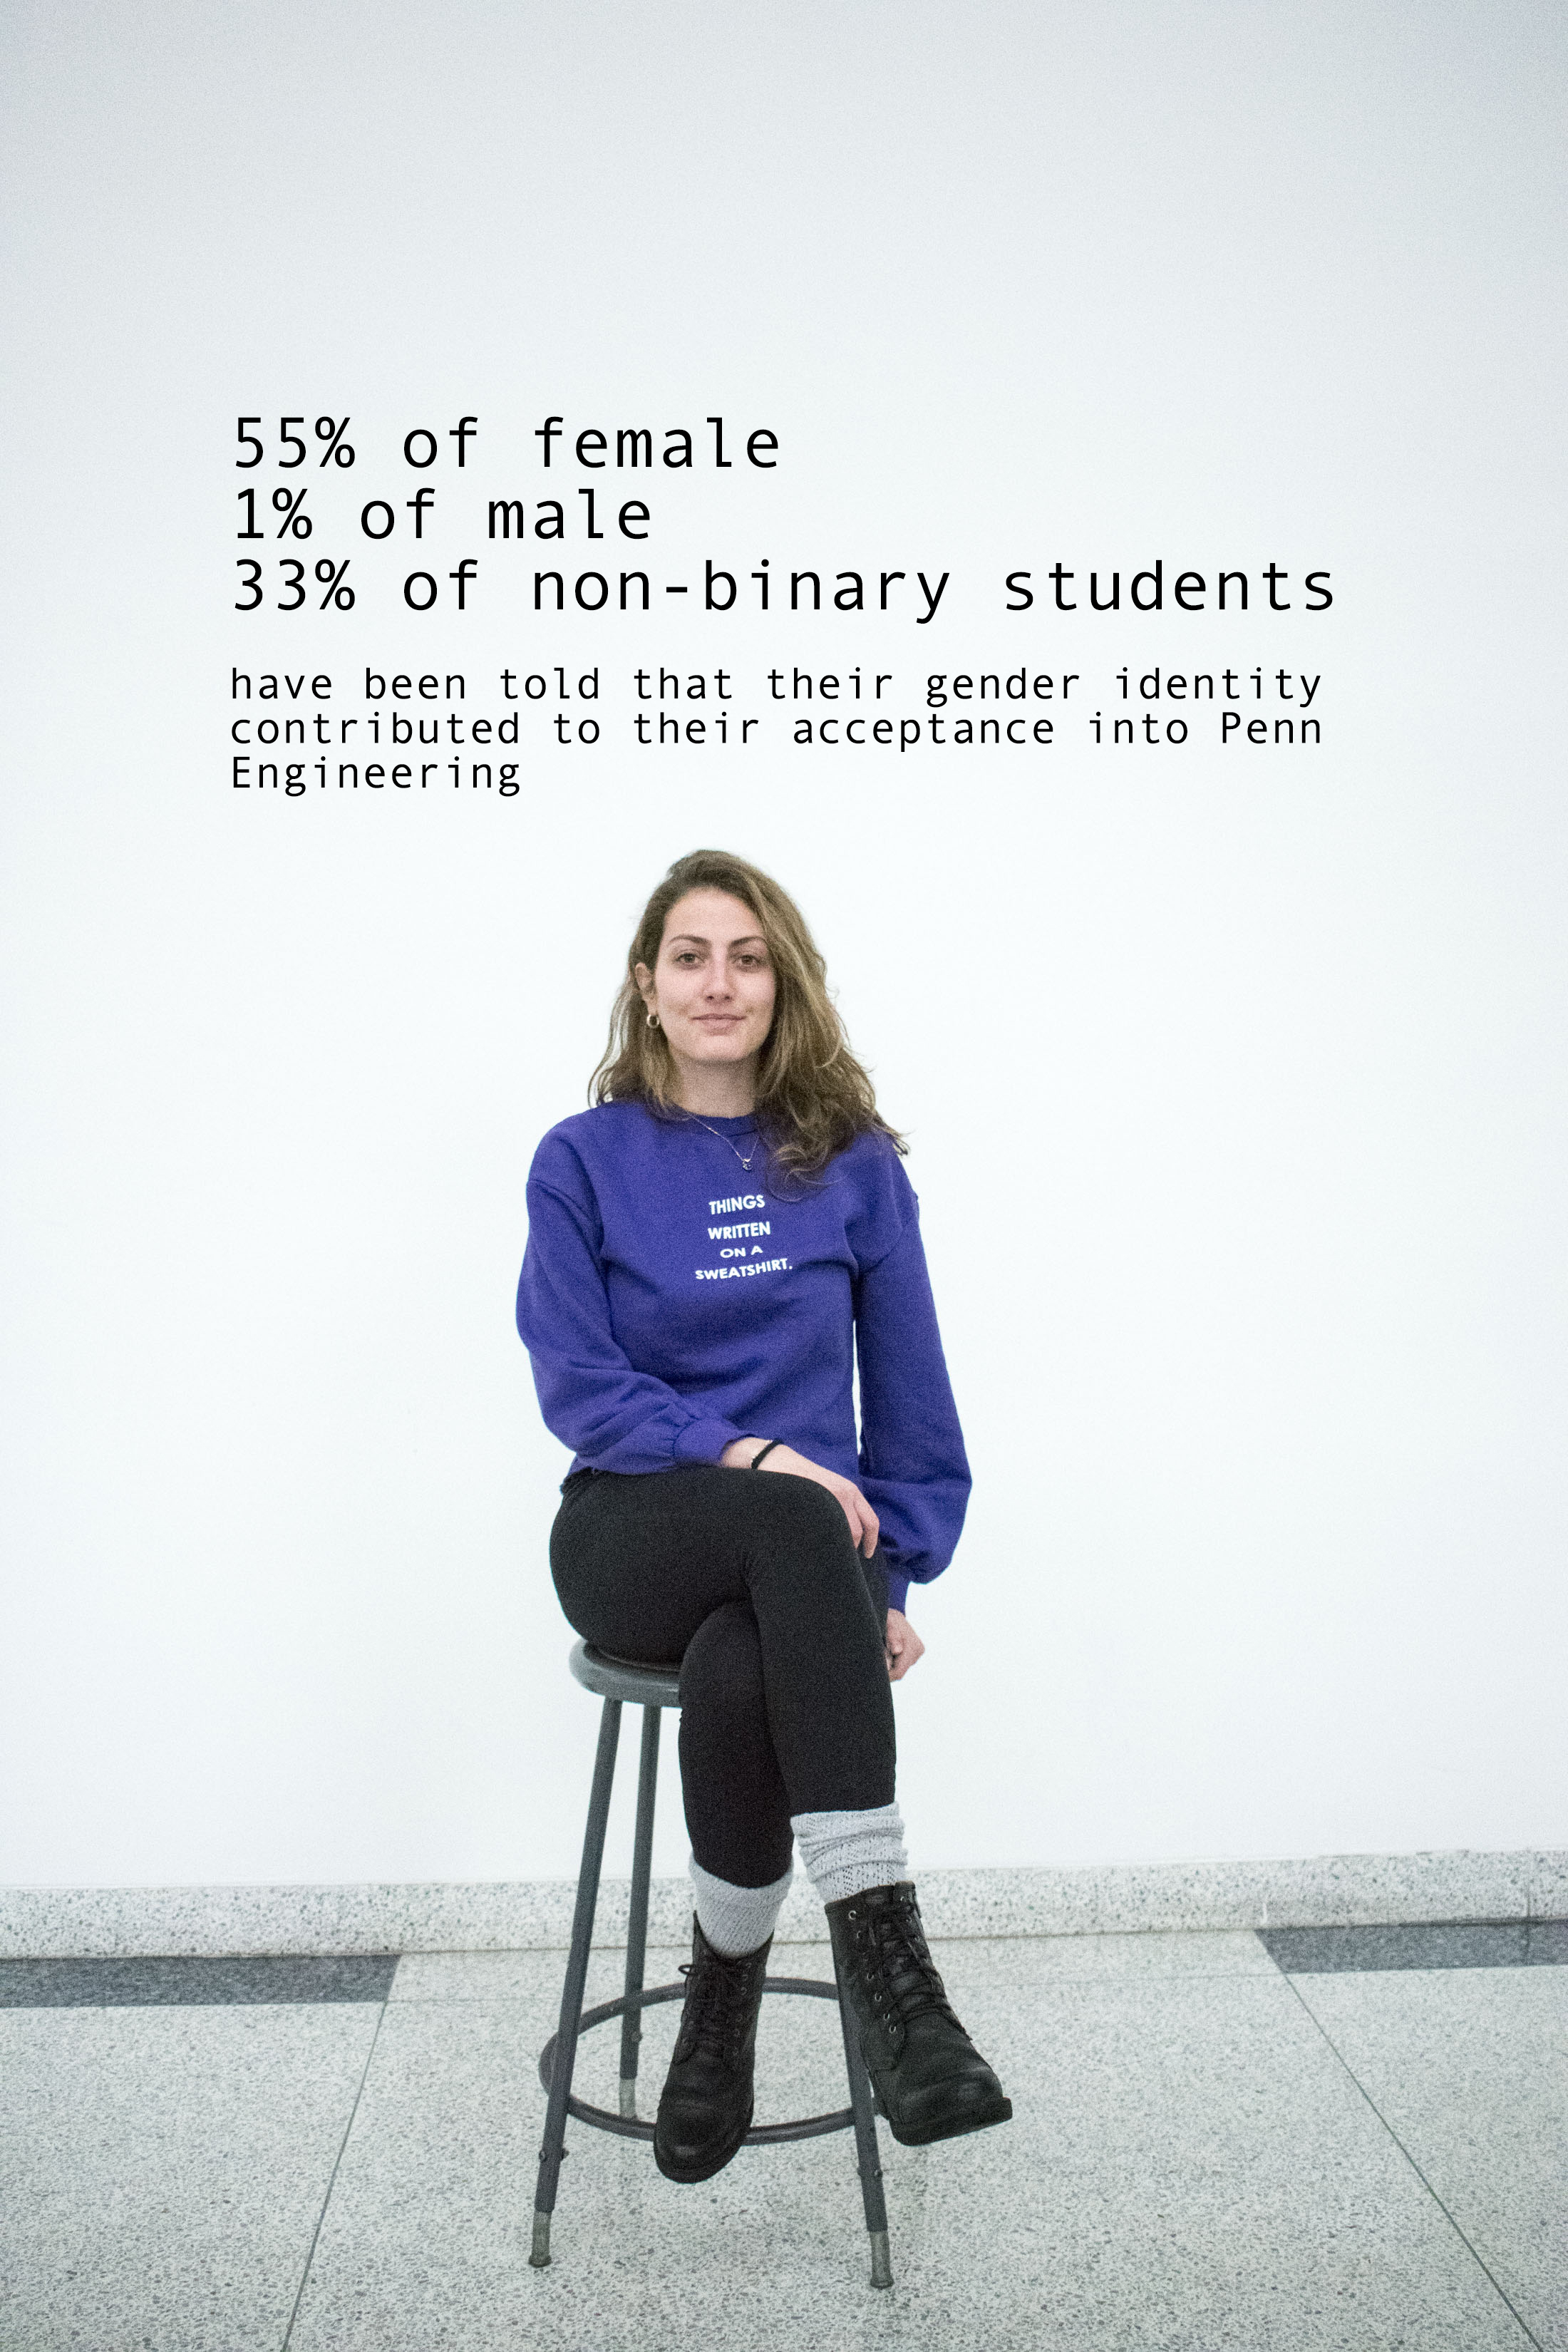 55% of female
1% of male
33% of non-binary students
have been told that their gender identity
contributed to their acceptance into Penn
Engineering
THINGS
WRITTEN
ON A
SWEATSHIRT.